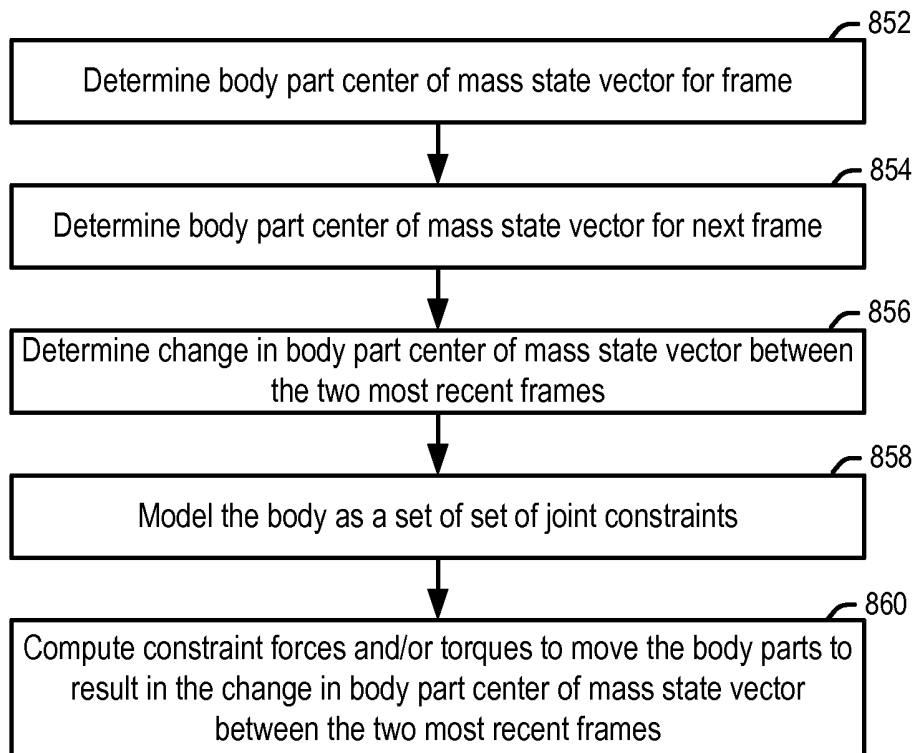 852
Determine body part center of mass state vector for frame
854
Determine body part center of mass state vector for next frame
856
Determine change in body part center of mass state vector between
the two most recent frames
858
Model the body as a set of set of joint constraints
860
Compute constraint forces and/or torques to move the body parts to
result in the change in body part center of mass state vector
between the two most recent frames